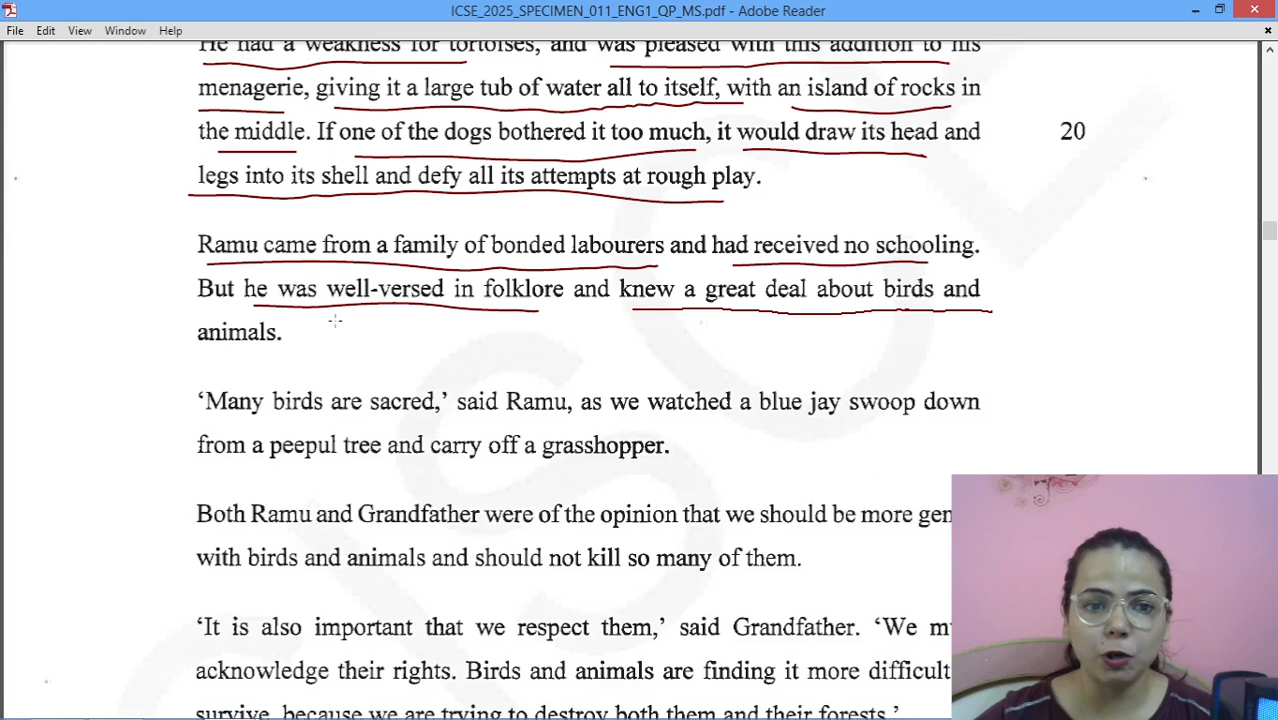 ICSE_2025_SPECIMEN_011_ENG1_QP_MS.pdf - Adobe Reader
File Edit View Window Help
He had a weakness for tortoises, and was pleased with this addition to his
menagerie, giving it a large tub of water all to itself, with an island of rocks in
the middle. If one of the dogs bothered it too much, it would draw its head and 20
legs into its shell and defy all its attempts at rough play.
Ramu came from a family of bonded labourers and had received no schooling.
But he was well-versed in folklore and knew a great deal about birds and
animals.
‘Many birds are sacred,’ said Ramu, as we watched a blue jay swoop down
from a peepul tree and carry off a grasshopper.
Both Ramu and Grandfather were of the opinion that we should be more gen
with birds and animals and should not kill so many of them.
‘It is also important that we respect them,’ said Grandfather. ‘We m
acknowledge their rights. Birds and animals are finding it more difficult
survive, because we are trying to destroy both them and their forests.’